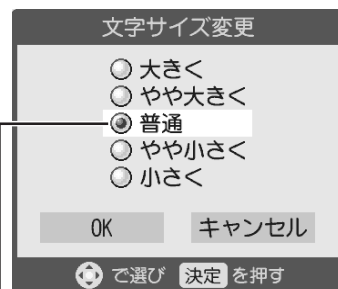 文字サイズ変更
大きく
やや大きく
普通
やや小さく
小さく
OK キャンセル
で選び 決定 を押す